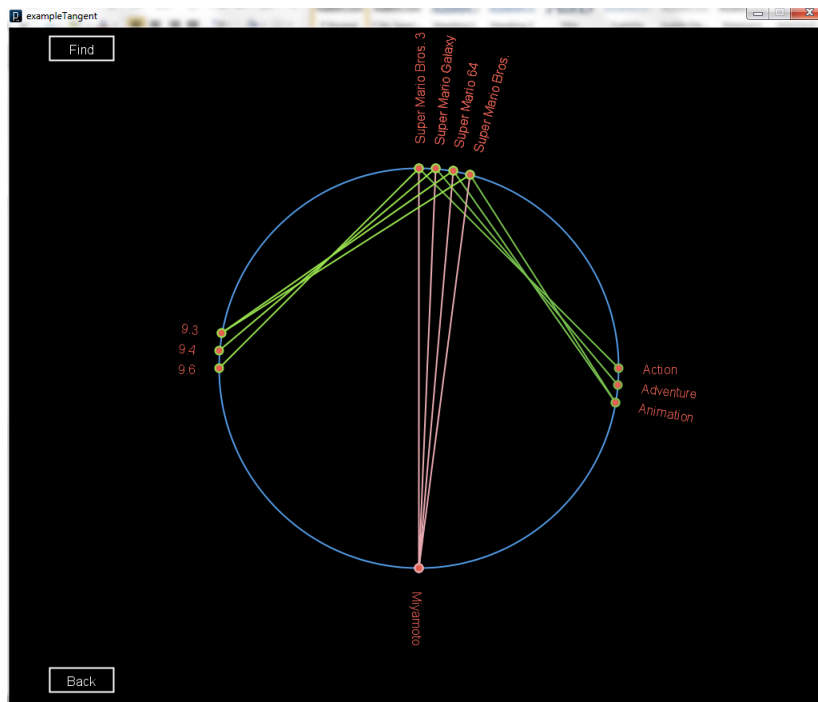 exampleTangent
Find
Super Mario Bros. 3
Super Mario Galaxy
Super Mario 64
Super Mario Bros.
9.3
9.4
9.6
Action
Adventure
Animation
Miyamoto
Back